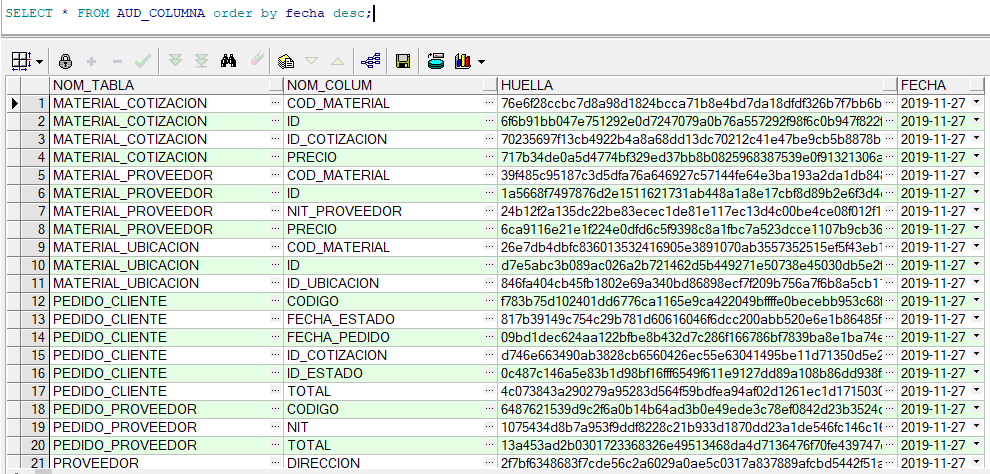 SELECT * FROM AUD_COLUMNA order by fecha desc;
NOM_TABLA NOM_COLUM HUELLA FECHA
1 MATERIAL_COTIZACION COD_MATERIAL 76e6f28ccbc7d8a98d1824bcca71b8e4bd7da18dfdf326b7f7bb6b 2019-11-27
2 MATERIAL_COTIZACION ID 6f6b91bb047e751292e0d7247079a0b76a557292f98f6c0b947f822f 2019-11-27
3 MATERIAL_COTIZACION ID_COTIZACION 70235697f13cb4922b4a8a68dd13dc70212c41e47be9cb5b8878b 2019-11-27
4 MATERIAL_COTIZACION PRECIO 717b34de0a5d4774bf329ed37bb8b0825968387539e0f91321306a 2019-11-27
5 MATERIAL_PROVEEDOR COD_MATERIAL 39f485c95187c3d5dfa76a646927c57144fe64e3ba193a2da1db848 2019-11-27
6 MATERIAL_PROVEEDOR ID 1a5668f7497876d2e1511621731ab448a1a8e17cbf8d89b2e6f3d4 2019-11-27
7 MATERIAL_PROVEEDOR NIT_PROVEEDOR 24b12f2a135dc22be83ecec1de81e117ec13d4c00be4ce08f012f1 2019-11-27
8 MATERIAL_PROVEEDOR PRECIO 6ca9116e21e1f224e0dfd6c5f9398c8a1fbc7a523dcce1107b9cb36 2019-11-27
9 MATERIAL_UBICACION COD_MATERIAL 26e7db4dbfc836013532416905e3891070ab3557352515ef5f43eb1 2019-11-27
10 MATERIAL_UBICACION ID d7e5abc3b089ac026a2b721462d5b449271e50738e45030db5e2f 2019-11-27
11 MATERIAL_UBICACION ID_UBICACION 846fa404cb45fb1802e69a340bd86898ecf7f209b756a7f6b8a5cb1 2019-11-27
12 PEDIDO_CLIENTE CODIGO f783b75d102401dd6776ca1165e9ca422049bffffe0becebb953c68f 2019-11-27
13 PEDIDO_CLIENTE FECHA_ESTADO 817b39149c754c29b781d60616046f6dcc200abb520e6e1b86485f 2019-11-27
14 PEDIDO_CLIENTE FECHA_PEDIDO 09bd1dec624aa122bfbe8b432d7c286f166786bf7839ba8e1ba74e 2019-11-27
15 PEDIDO_CLIENTE ID_COTIZACION d746e663490ab3828cb6560426ec55e63041495be11d71350d5e2 2019-11-27
16 PEDIDO_CLIENTE ID_ESTADO 0c487c146a5e83b1d98bf16fff6549f611e9127dd89a108b86dd938f 2019-11-27
17 PEDIDO_CLIENTE TOTAL 4c073843a290279a95283d564f59bdfea94af02d1261ec1d1715030 2019-11-27
18 PEDIDO_PROVEEDOR CODIGO 6487621539d9c2f6a0b14b64ad3b0e49ede3c78ef0842d23b3524c 2019-11-27
19 PEDIDO_PROVEEDOR NIT 1075434d8b7a953f9ddf8228c21b933d1870dd23a1de546fc146c1 2019-11-27
20 PEDIDO_PROVEEDOR TOTAL 13a453ad2b0301723368326e49513468da4d7136476f70fe439747 2019-11-27
21 PROVEEDOR DIRECCION 2f7bf6348683f7cde56c2a6029a0ae5c0317a837889afcbd5442f51a 2019-11-27